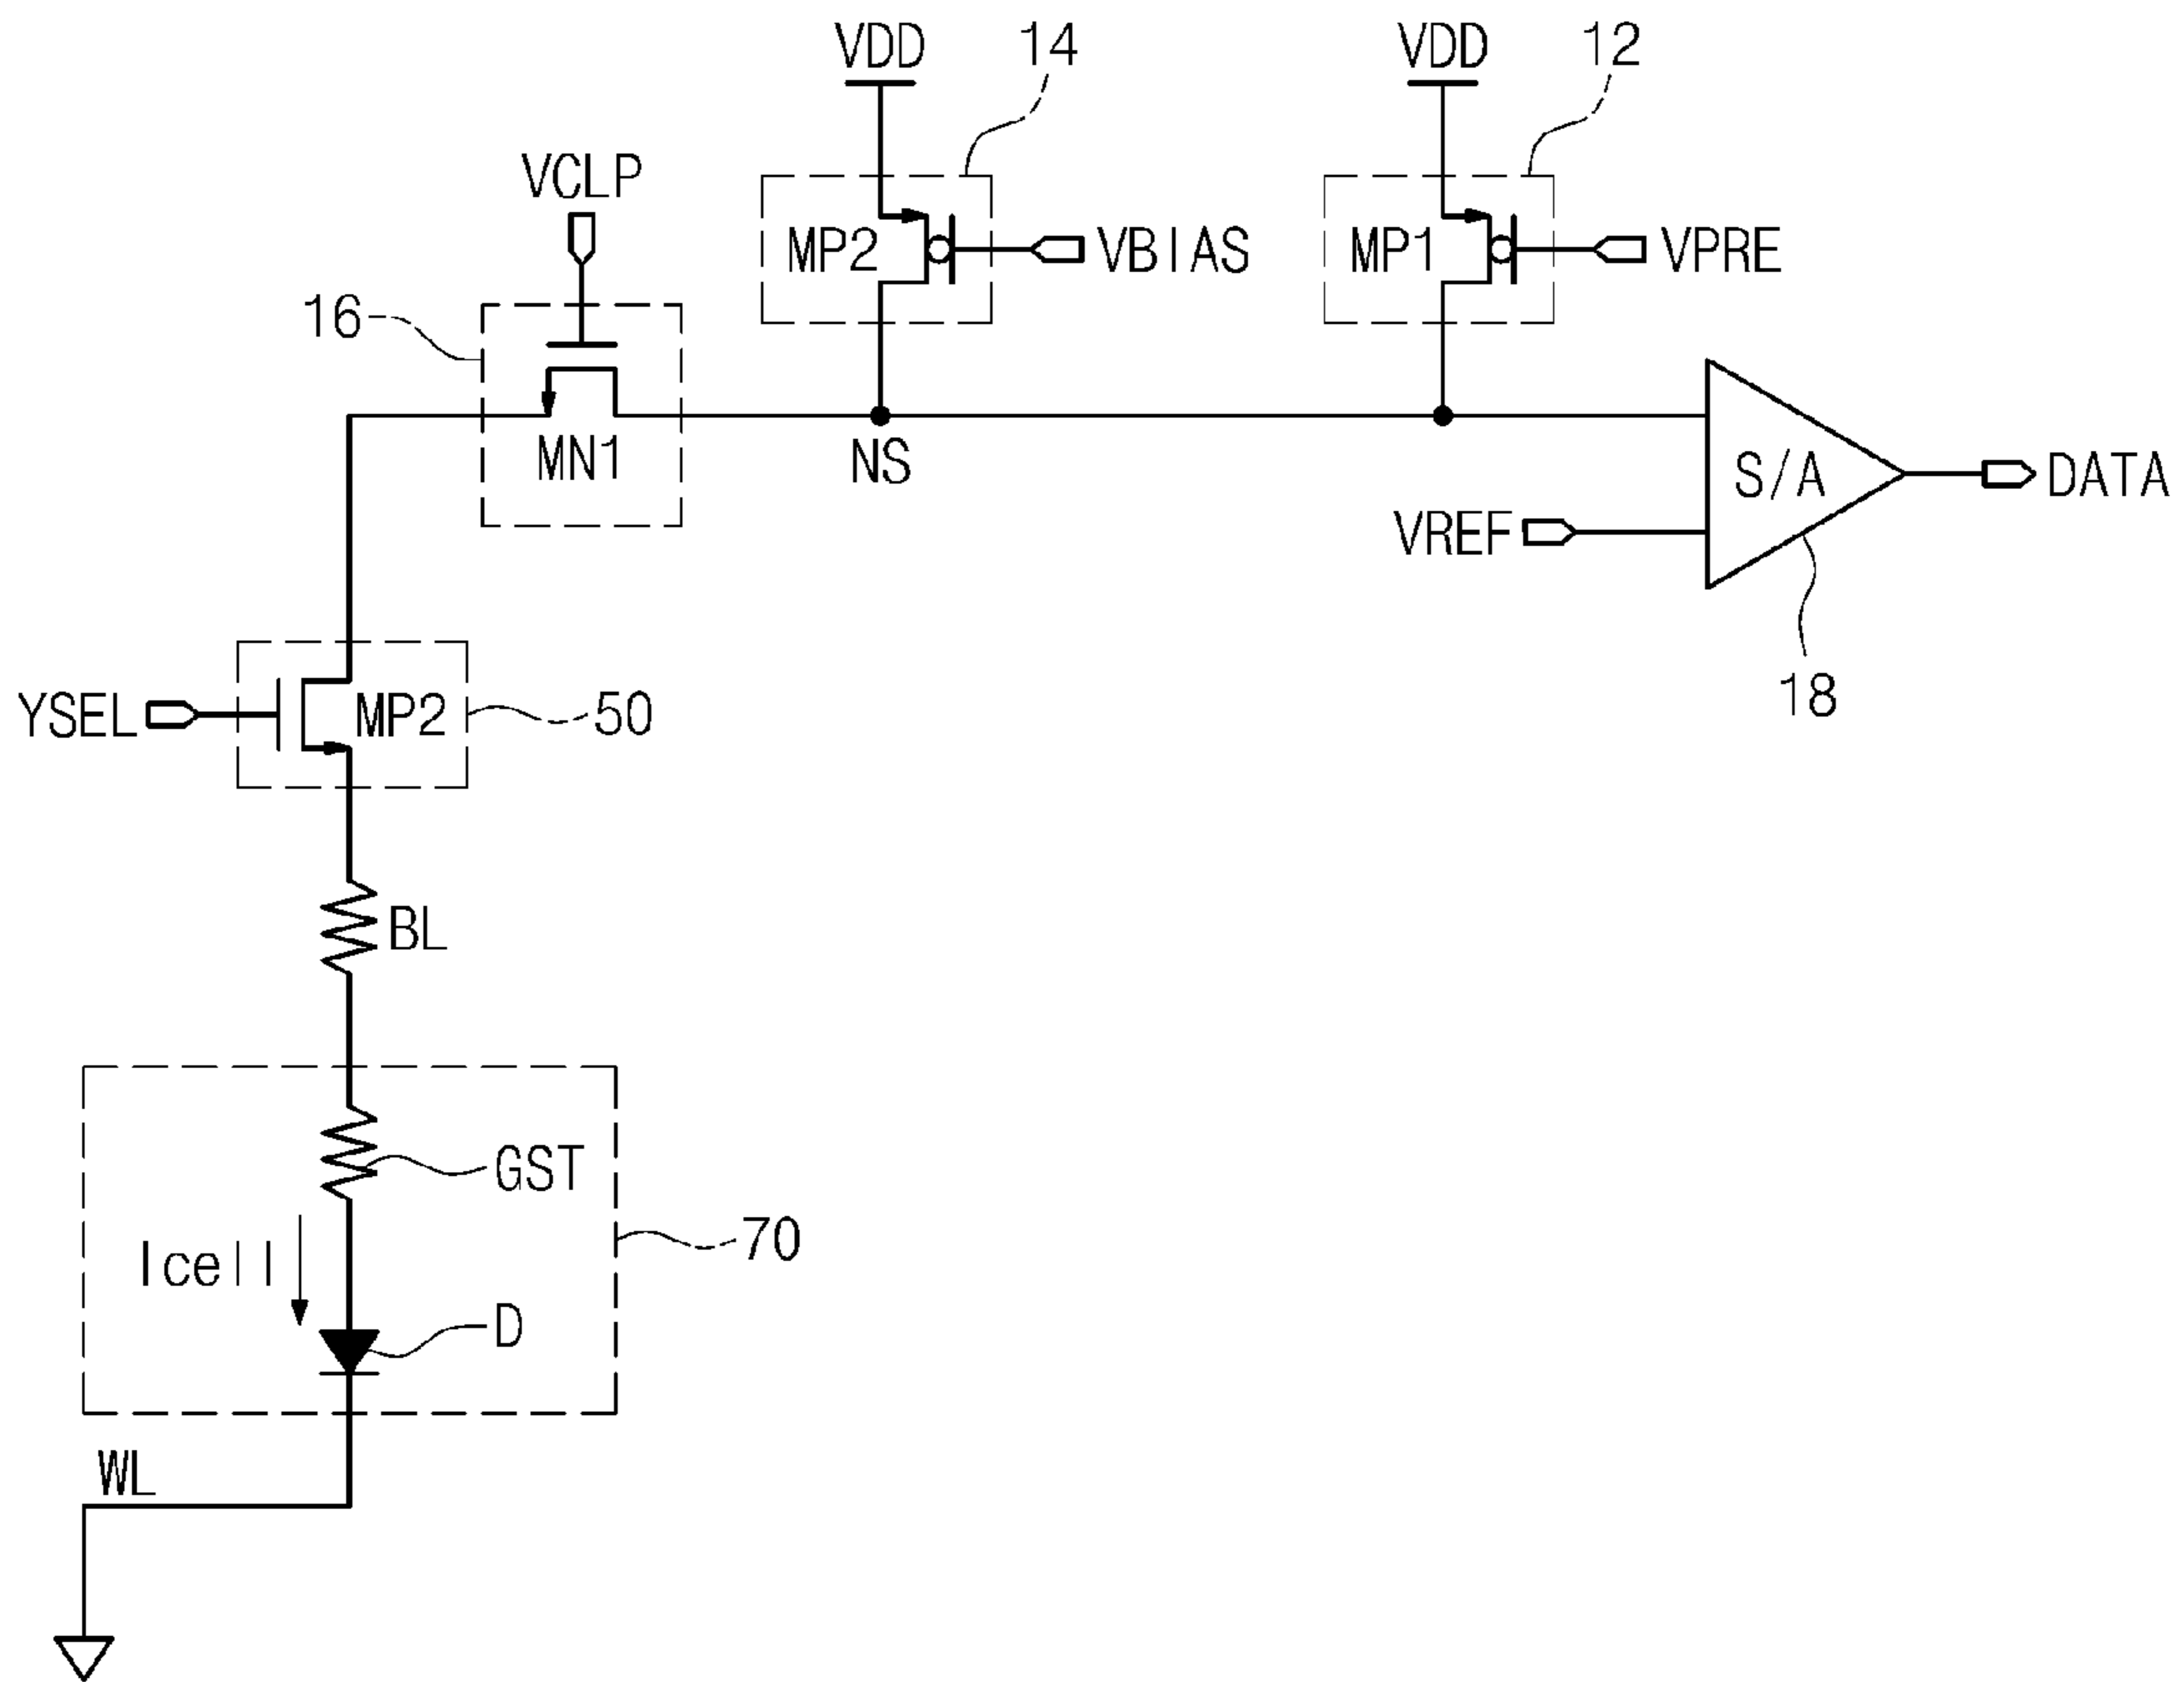 VDD
14
VDD
12
VCLP
MP2
VBIAS
MP1
VPRE
16
MN1
NS
S/A
DATA
VREF
YSEL
MP2
50
18
BL
GST
70
Icell
D
WL